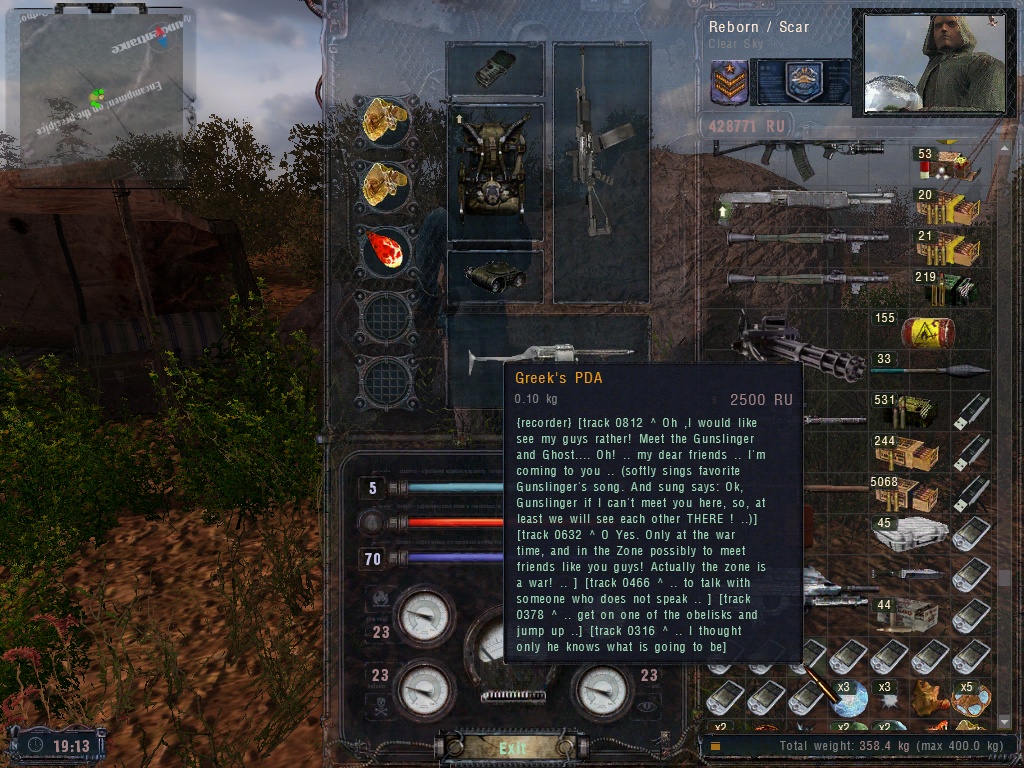 Reborn / Scar
Clear Sky
428771 RU
53
20
21
219
155
33
531
244
5068
45
44
x3
x3
x5
x2
x2
x2
Greek's PDA
0.10 kg
2500 RU
{recorder} [track 0812 ^ Oh ,I would like
see my guys rather! Meet the Gunslinger
and Ghost.... Oh! .. my dear friends .. I'm
coming to you .. (softly sings favorite
Gunslinger's song. And sung says: Ok,
Gunslinger if I can't meet you here, so, at
least we will see each other THERE ! ..)]
[track 0632 ^ O Yes. Only at the war
time, and in the Zone possibly to meet
friends like you guys! Actually the zone is
a war! .. ] [track 0466 ^ .. to talk with
someone who does not speak .. ] [track
0378 ^ .. get on one of the obelisks and
jump up ..] [track 0316 ^ .. I thought
only he knows what is going to be]
5
70
23
23
23
Exit
Total weight: 358.4 kg (max 400.0 kg)
19:13
Encampment on the precipice